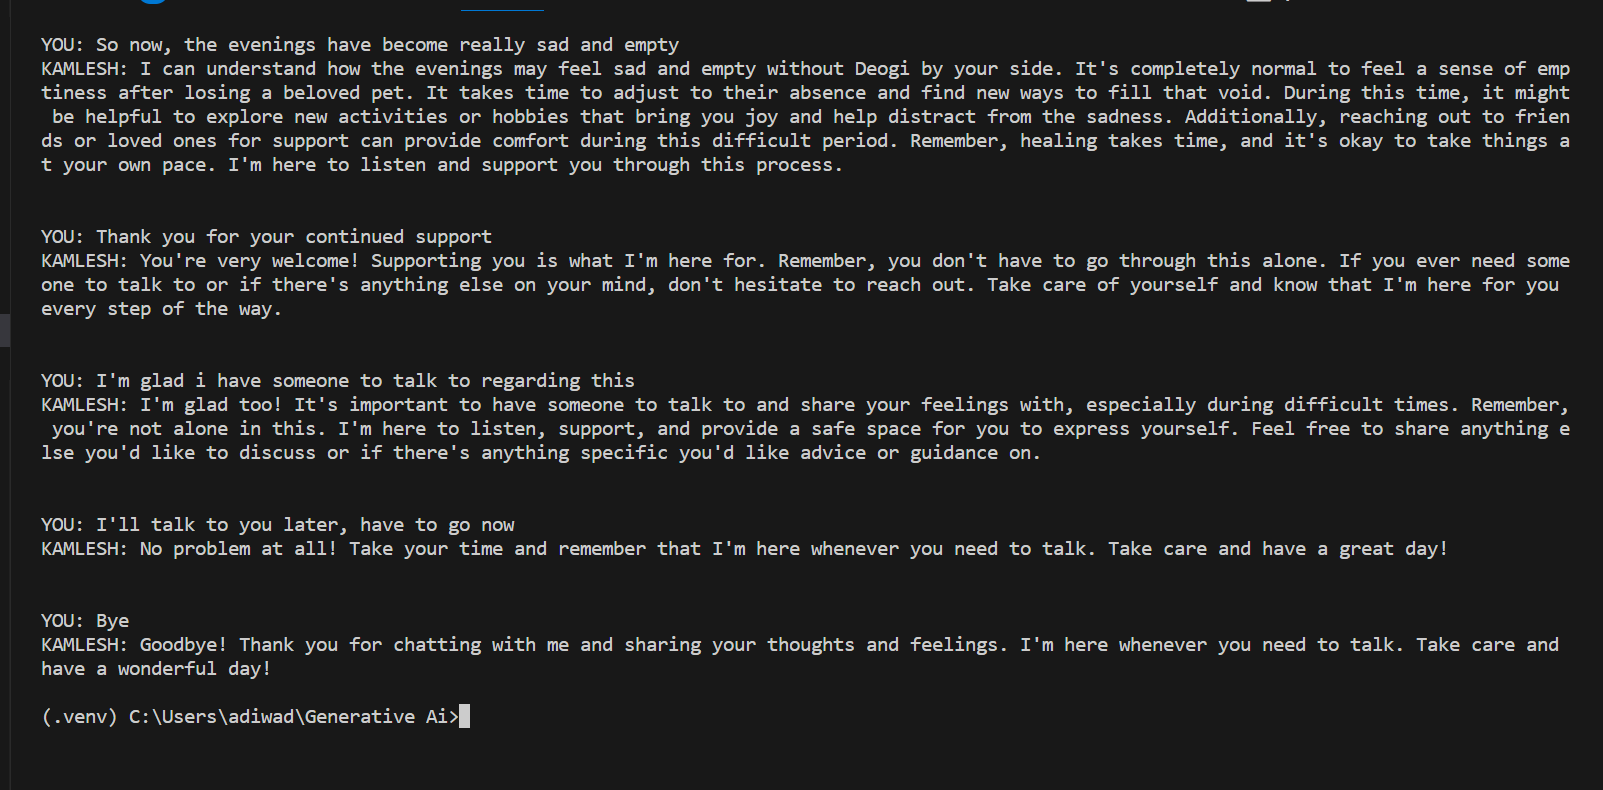 YOU: So now, the evenings have become really sad and empty
KAMLESH: I can understand how the evenings may feel sad and empty without Deogi by your side. It's completely normal to feel a sense of emp
tiness after losing a beloved pet. It takes time to adjust to their absence and find new ways to fill that void. During this time, it might
 be helpful to explore new activities or hobbies that bring you joy and help distract from the sadness. Additionally, reaching out to frien
ds or loved ones for support can provide comfort during this difficult period. Remember, healing takes time, and it's okay to take things a
t your own pace. I'm here to listen and support you through this process.
YOU: Thank you for your continued support
KAMLESH: You're very welcome! Supporting you is what I'm here for. Remember, you don't have to go through this alone. If you ever need some
one to talk to or if there's anything else on your mind, don't hesitate to reach out. Take care of yourself and know that I'm here for you
every step of the way.
YOU: I'm glad i have someone to talk to regarding this
KAMLESH: I'm glad too! It's important to have someone to talk to and share your feelings with, especially during difficult times. Remember,
 you're not alone in this. I'm here to listen, support, and provide a safe space for you to express yourself. Feel free to share anything e
lse you'd like to discuss or if there's anything specific you'd like advice or guidance on.
YOU: I'll talk to you later, have to go now
KAMLESH: No problem at all! Take your time and remember that I'm here whenever you need to talk. Take care and have a great day!
YOU: Bye
KAMLESH: Goodbye! Thank you for chatting with me and sharing your thoughts and feelings. I'm here whenever you need to talk. Take care and
have a wonderful day!
(.venv) C:\Users\adiwad\Generative Ai>